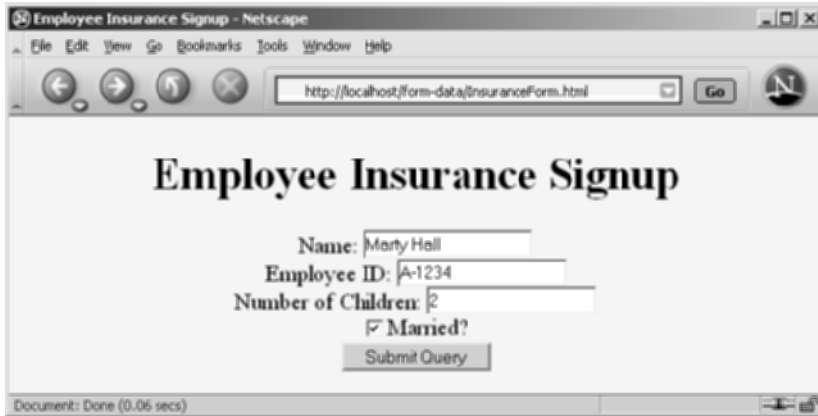 Employee Insurance Signup - Netscape
File Edit View Go Bookmarks Tools Window Help
http://localhost/form-data/InsuranceForm.html Go N
Employee Insurance Signup
Name: Marty Hall
Employee ID: A-1234
Number of Children: 2
Married?
Submit Query
Document: Done (0.06 secs)